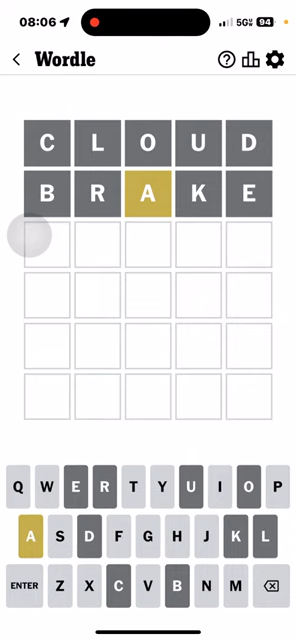 08:06 5G 94
Wordle
C L O U D
B R A K E
Q W E R T Y U I O P
A S D F G H J K L
ENTER Z X C V B N M